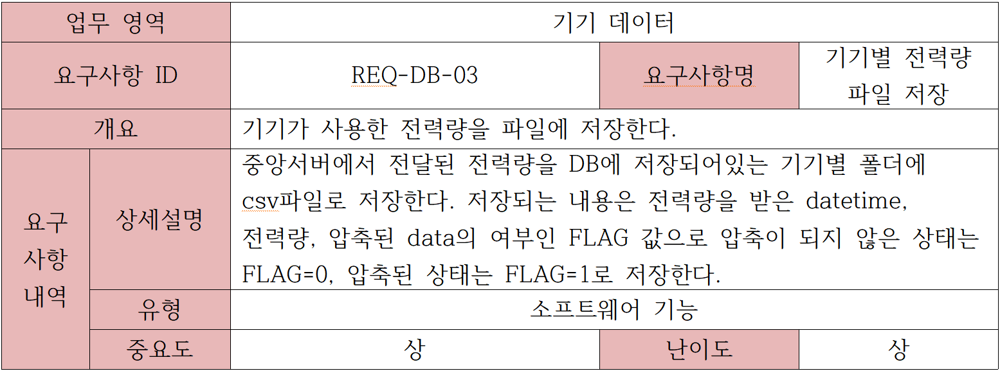 업무 영역
기기 데이터
요구사항 ID
REQ-DB-03
요구사항명
기기별 전력량
파일 저장
개요
기기가 사용한 전력량을 파일에 저장한다.
요구
사항
내역
상세설명
중앙서버에서 전달된 전력량을 DB에 저장되어있는 기기별 폴더에
csv파일로 저장한다. 저장되는 내용은 전력량을 받은 datetime,
전력량, 압축된 data의 여부인 FLAG 값으로 압축이 되지 않은 상태는
FLAG=0, 압축된 상태는 FLAG=1로 저장한다.
유형
소프트웨어 기능
중요도
상
난이도
상